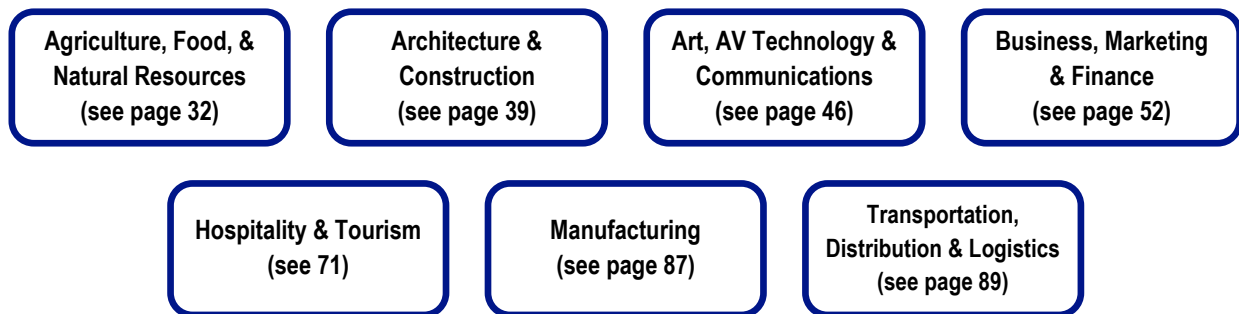 Agriculture, Food, &
Natural Resources
(see page 32)
Architecture &
Construction
(see page 39)
Art, AV Technology &
Communications
(see page 46)
Business, Marketing
& Finance
(see page 52)
Hospitality & Tourism
(see 71)
Manufacturing
(see page 87)
Transportation,
Distribution & Logistics
(see page 89)